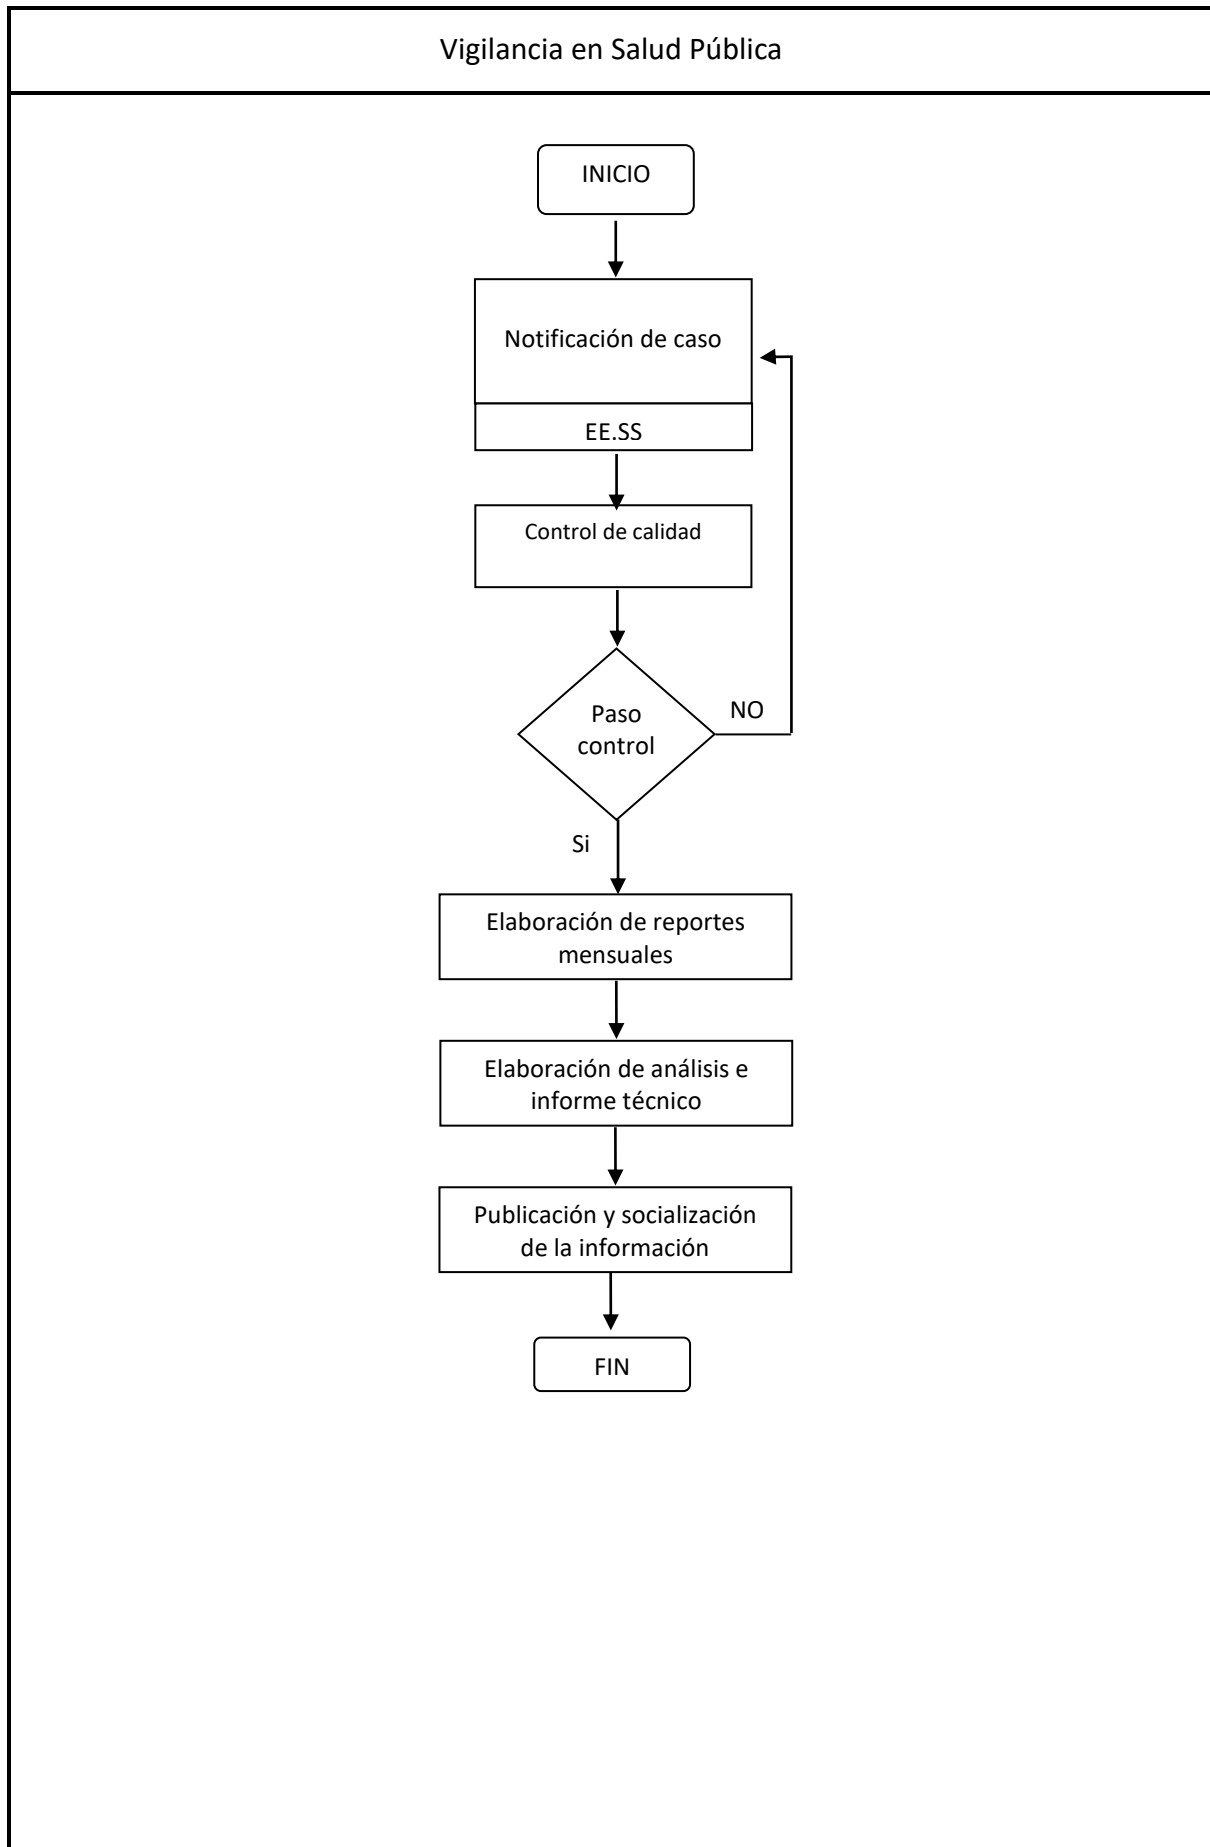 Vigilancia en Salud Pública
INICIO
Notificación de caso
EE.SS
Control de calidad
Paso
control
NO
Si
Elaboración de reportes
mensuales
Elaboración de análisis e
informe técnico
Publicación y socialización
de la información
FIN